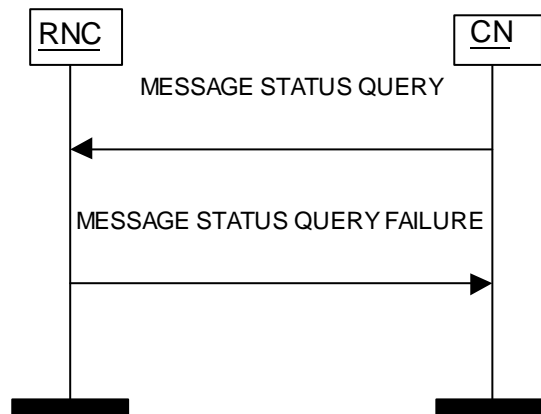 RNC
CN
MESSAGE STATUS QUERY
MESSAGE STATUS QUERY FAILURE